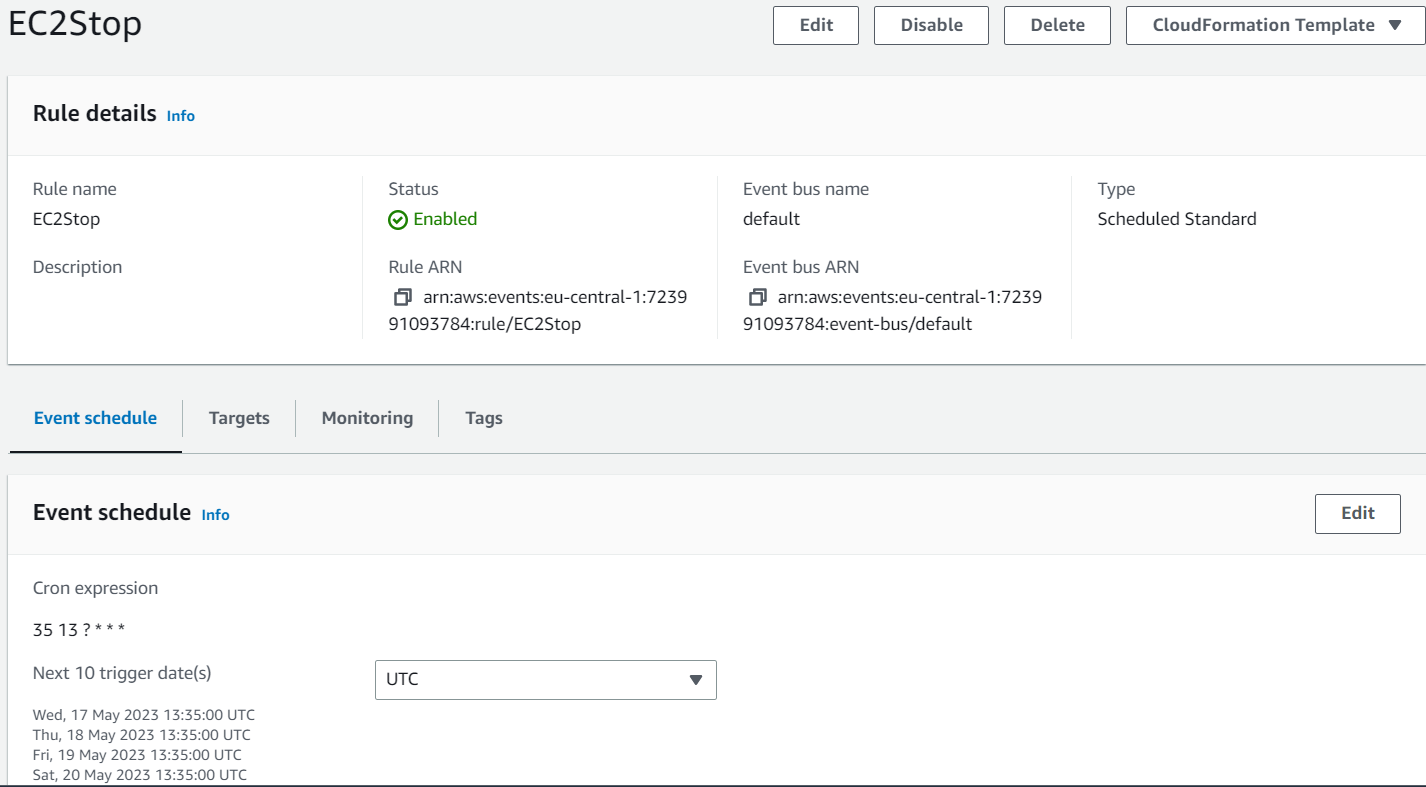 EC2Stop
Edit
Disable
Delete
CloudFormation Template
Rule details Info
Rule name
EC2Stop
Description
Status
Enabled
Rule ARN
arn:aws:events:eu-central-1:7239
91093784:rule/EC2Stop
Event bus name
default
Event bus ARN
arn:aws:events:eu-central-1:7239
91093784:event-bus/default
Type
Scheduled Standard
Event schedule
Targets
Monitoring
Tags
Event schedule Info
Edit
Cron expression
35 13 ? * * *
Next 10 trigger date(s)
UTC
Wed, 17 May 2023 13:35:00 UTC
Thu, 18 May 2023 13:35:00 UTC
Fri, 19 May 2023 13:35:00 UTC
Sat, 20 May 2023 13:35:00 UTC